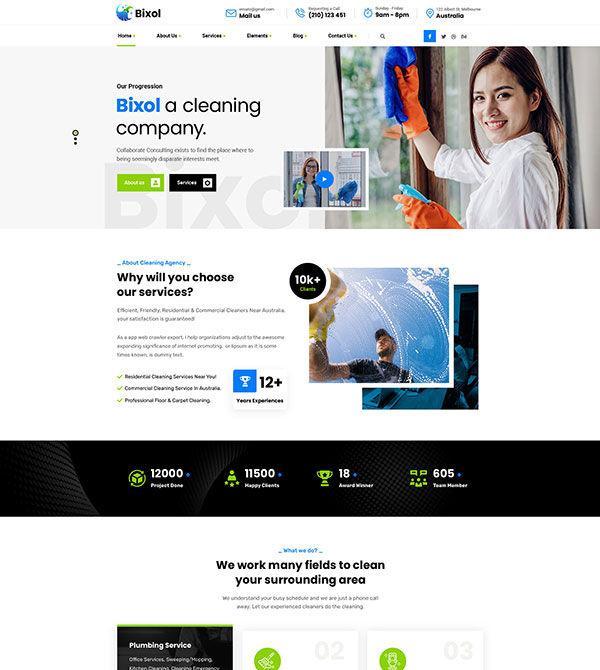 Bixol
envato@gmail.com
Mail us
Requesting a Call
(210) 123 451
Sunday - Friday
9am - 8pm
120 Albert St, Melbourne
Australia
Home
About Us
Services
Elements
Blog
Contact Us
Our Progression
Bixol a cleaning
company.
Collaborate Consulting exists to find the place where to
being seemingly disparate interests meet.
Bixol
About us
Services
_ About Cleaning Agency _
Why will you choose
our services?
Efficient, Friendly, Residential & Commercial Cleaners Near Australia,
your satisfaction is guaranteed!
As a app web crawler expert, I help organizations adjust to the awesome
expanding significance of internet promoting. or lipsum as it is some
times known, is dummy text.
Residential Cleaning Services Near You!
Commercial Cleaning Service In Australia.
Professional Floor & Carpet Cleaning.
12+
Years Experiences
10k+
Clients
12000 +
Project Done
11500 +
Happy Clients
18 +
Award Winner
605 +
Team Member
_ What we do? _
We work many fields to clean
your surrounding area
We understand your busy schedule and we are just a phone call
away. Let our experienced cleaners do the cleaning.
Plumbing Service
Office Services, Sweeping/Mopping,
Kitchen Cleaning, Cleaning Emergency
02
03